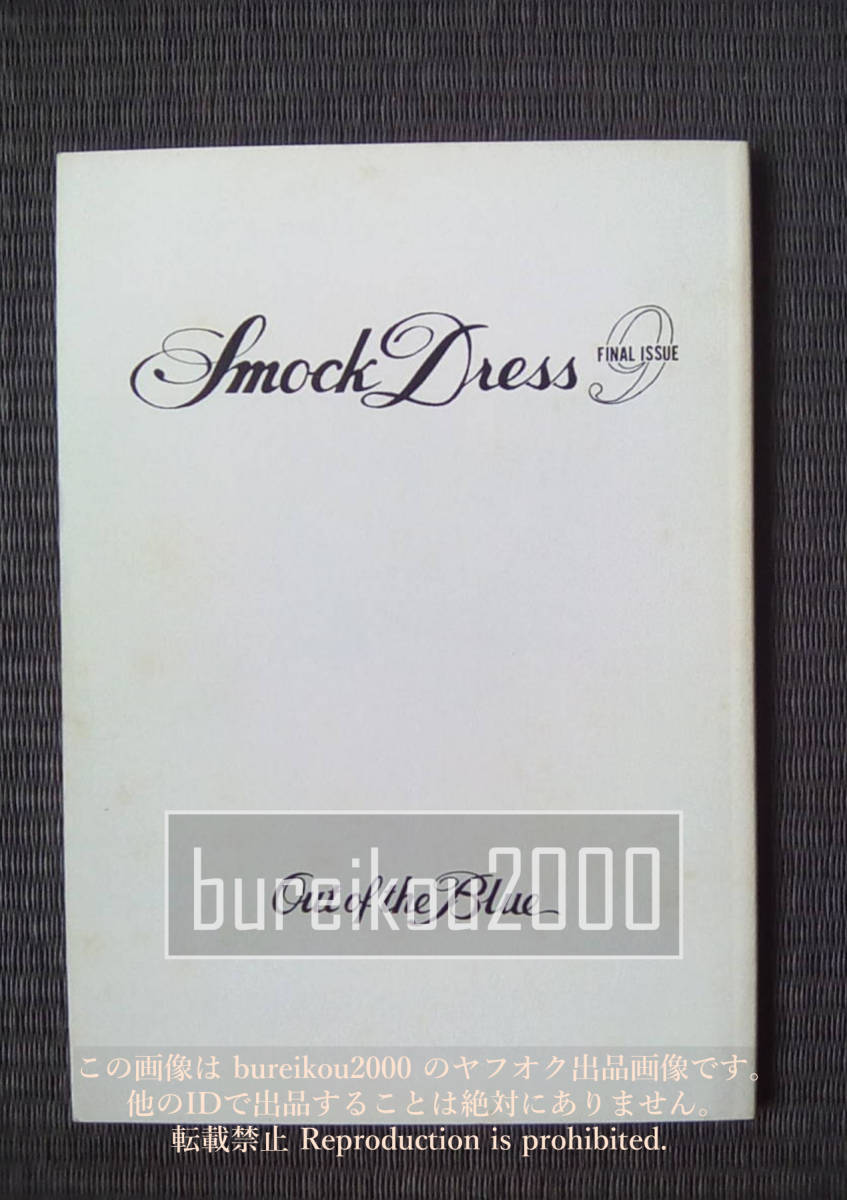 Smock Dress 9
FINAL ISSUE
bureikou2000
Out of the Blue
この画像は bureikou2000 のヤフオク出品画像です。
他のIDで出品することは絶対にありません。
転載禁止 Reproduction is prohibited.